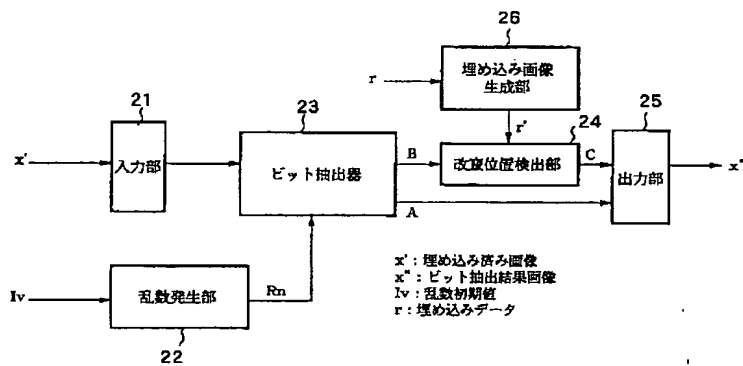 26
埋め込み画像
生成部
r
23
24
25
21
r'
x'
入力部
ビット抽出器
B
改竄位置検出部
C
出力部
x"
A
Iv
乱数発生部
Rn
22
x' : 埋め込み済み画像
x" : ビット抽出結果画像
Iv : 乱数初期値
r : 埋め込みデータ